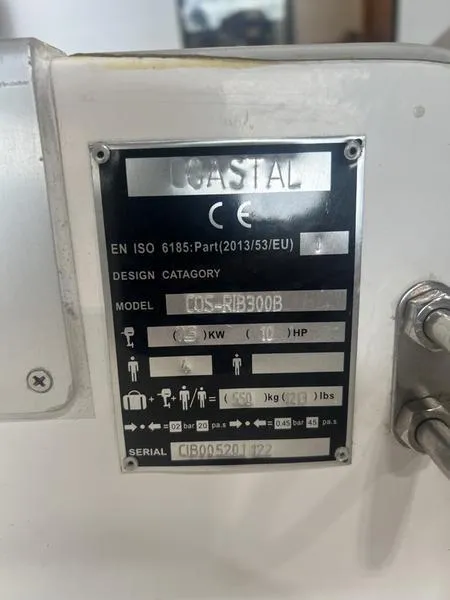 COASTAL
CE
EN ISO 6185:Part(2013/53/EU)
DESIGN CATAGORY
MODEL COS-RIB300B
( )KW ( 10 )HP
4
+ + / = ( 550 )kg( 1213 )lbs
02 bar 20 pa.s 0.45 bar 45 pa.s
SERIAL CIB005201122